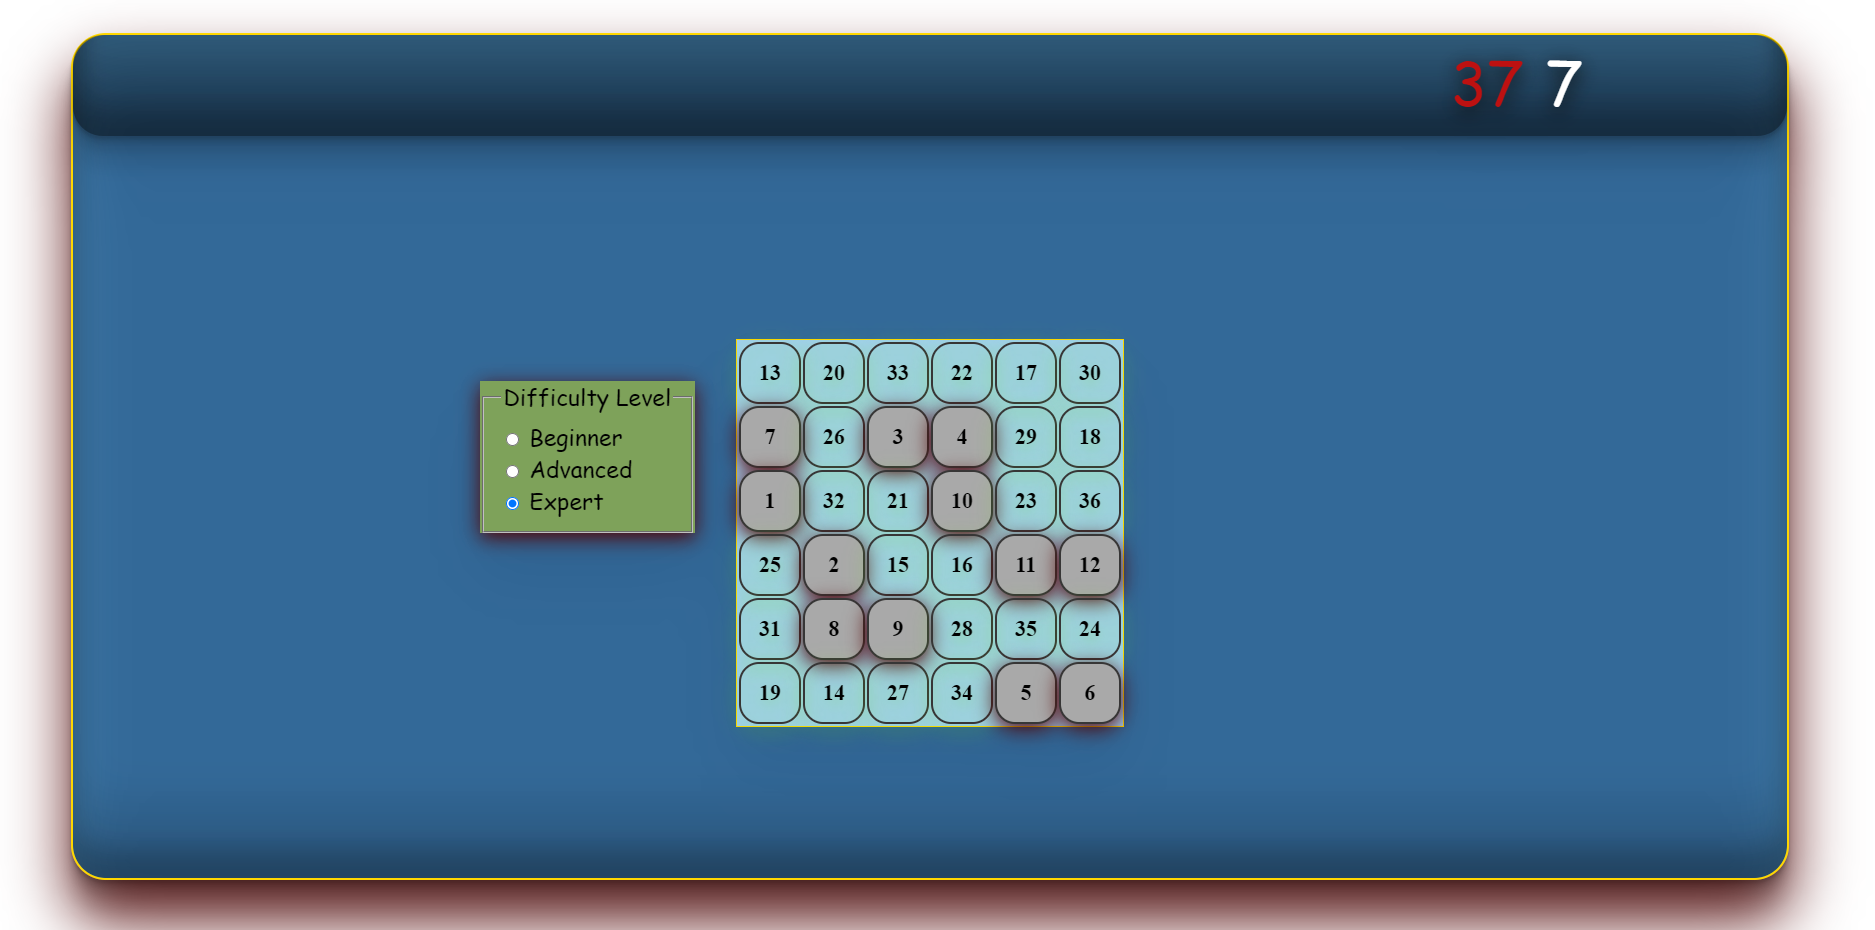 37 7
Difficulty Level
Beginner
Advanced
Expert
13 20 33 22 17 30
7 26 3 4 29 18
1 32 21 10 23 36
25 2 15 16 11 12
31 8 9 28 35 24
19 14 27 34 5 6